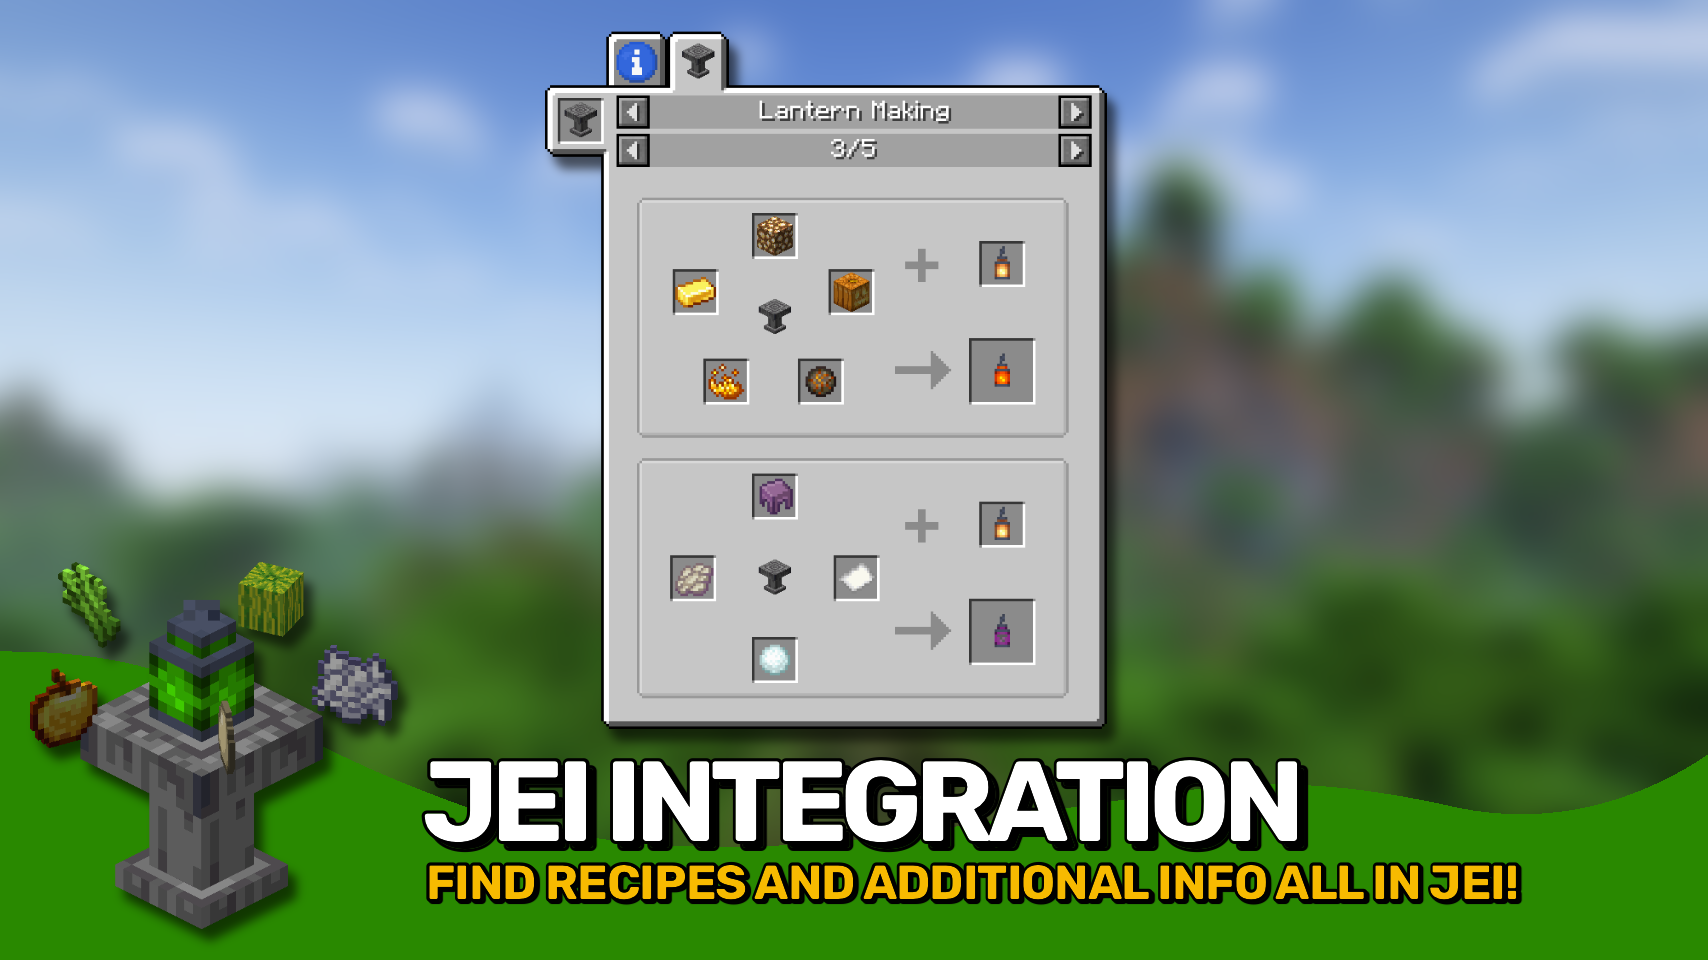 Lantern Making
3/5
JEI INTEGRATION
FIND RECIPES AND ADDITIONAL INFO ALL IN JEI!